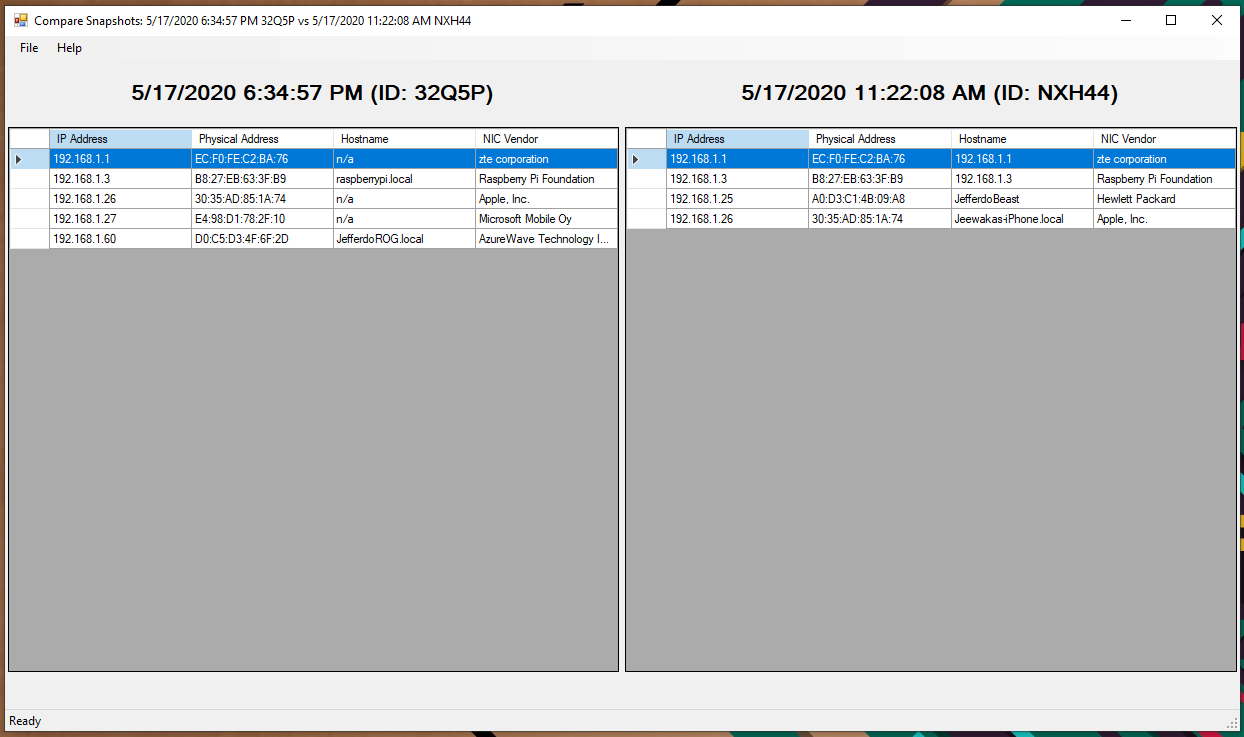 Compare Snapshots: 5/17/2020 6:34:57 PM 32Q5P vs 5/17/2020 11:22:08 AM NXH44
File Help
5/17/2020 6:34:57 PM (ID: 32Q5P)
IP Address Physical Address Hostname NIC Vendor
192.168.1.1 EC:F0:FE:C2:BA:76 n/a zte corporation
192.168.1.3 B8:27:EB:63:3F:B9 raspberrypi.local Raspberry Pi Foundation
192.168.1.26 30:35:AD:85:1A:74 n/a Apple, Inc.
192.168.1.27 E4:98:D1:78:2F:10 n/a Microsoft Mobile Oy
192.168.1.60 D0:C5:D3:4F:6F:2D JefferdoROG.local AzureWave Technology I...
5/17/2020 11:22:08 AM (ID: NXH44)
IP Address Physical Address Hostname NIC Vendor
192.168.1.1 EC:F0:FE:C2:BA:76 192.168.1.1 zte corporation
192.168.1.3 B8:27:EB:63:3F:B9 192.168.1.3 Raspberry Pi Foundation
192.168.1.25 A0:D3:C1:4B:09:A8 JefferdoBeast Hewlett Packard
192.168.1.26 30:35:AD:85:1A:74 Jeewakas-iPhone.local Apple, Inc.
Ready